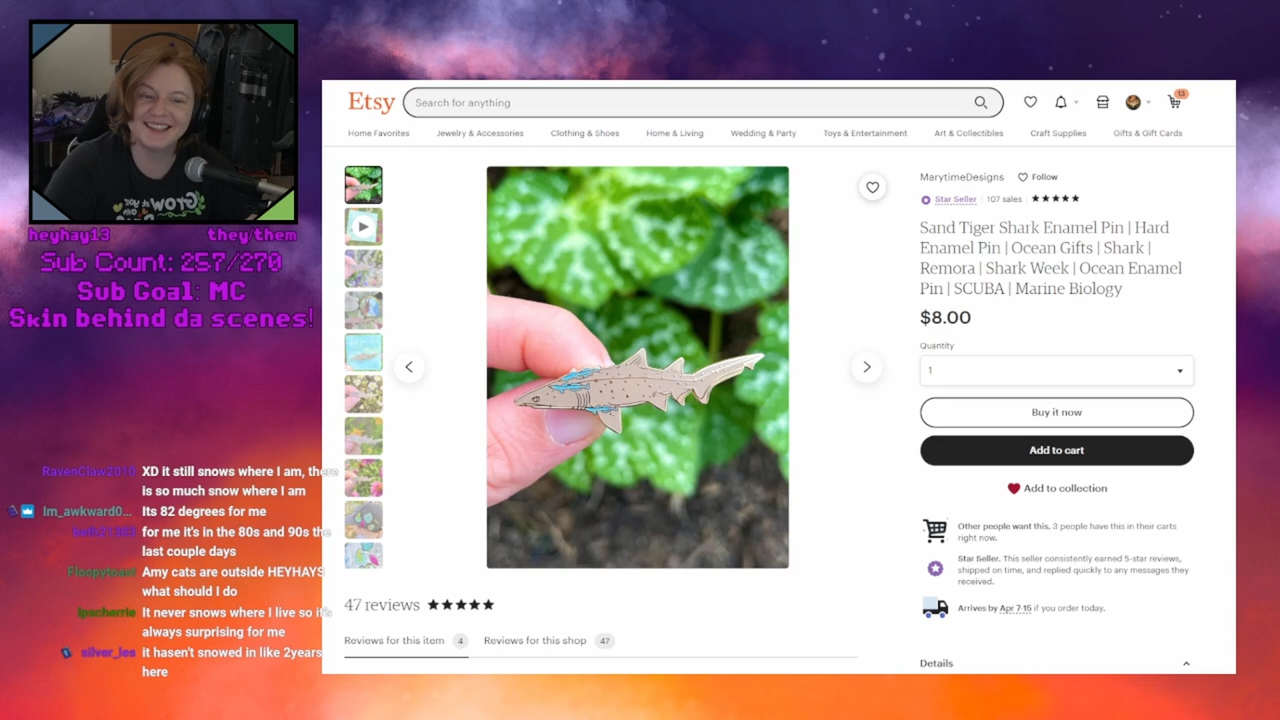 heyhay13 they/them
Sub Count: 257/270
Sub Goal: MC
Skin behind da scenes!
RavenClaw2010 XD it still snows where I am, there
is so much snow where I am
Im_awkward0... Its 82 degrees for me
for me it's in the 80s and 90s the
last couple days
Floopytoast Amy cats are outside HEYHAYS
what should I do
lpscherrie It never snows where I live so it's
always surprising for me
silver_les it hasen't snowed in like 2years
here
Etsy
Search for anything
13
Home Favorites Jewelry & Accessories Clothing & Shoes Home & Living Wedding & Party Toys & Entertainment Art & Collectibles Craft Supplies Gifts & Gift Cards
MarytimeDesigns Follow
Star Seller | 107 sales
Sand Tiger Shark Enamel Pin | Hard
Enamel Pin | Ocean Gifts | Shark |
Remora | Shark Week | Ocean Enamel
Pin | SCUBA | Marine Biology
$8.00
Quantity
1
Buy it now
Add to cart
Add to collection
Other people want this. 3 people have this in their carts
right now.
Star Seller. This seller consistently earned 5-star reviews,
shipped on time, and replied quickly to any messages they
received.
Arrives by Apr 7-15 if you order today.
Details
47 reviews
Reviews for this item 4 Reviews for this shop 47